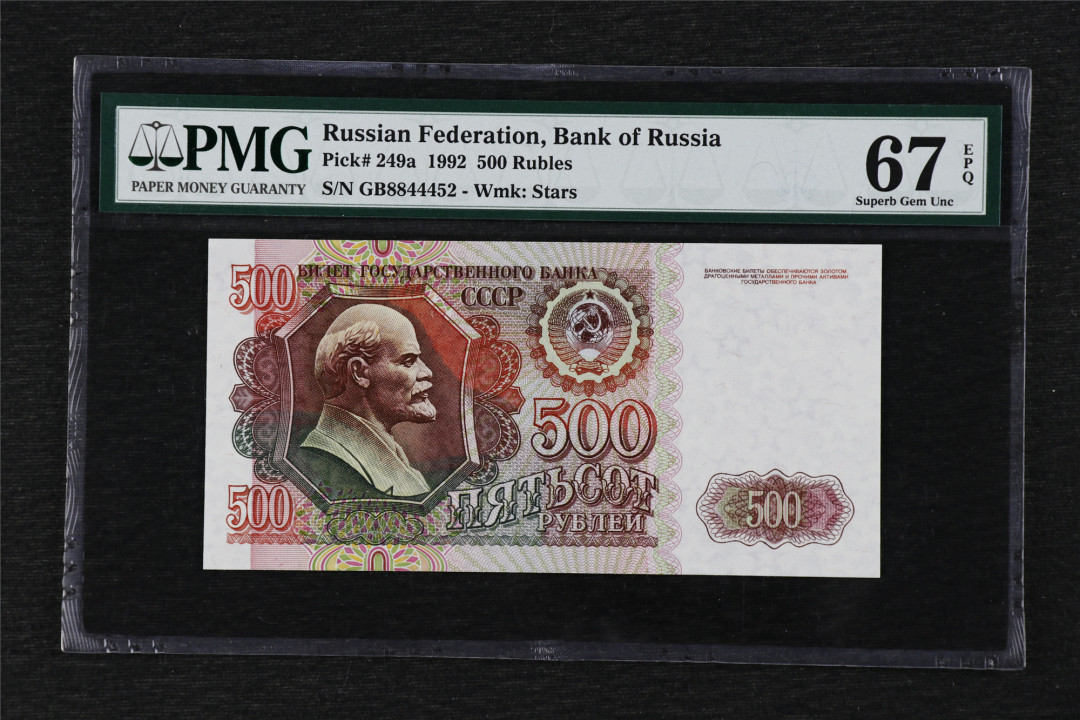 PMG
PAPER MONEY GUARANTY
Russian Federation, Bank of Russia
Pick# 249a 1992 500 Rubles
S/N GB8844452 - Wmk: Stars
67
EPQ
Superb Gem Unc
500
БИЛЕТ ГОСУДАРСТВЕННОГО БАНКА
СССР
БАНКОВСКИЕ БИЛЕТЫ ОБЕСПЕЧИВАЮТСЯ ЗОЛОТОМ,
ДРАГОЦЕННЫМИ МЕТАЛЛАМИ И ПРОЧИМИ АКТИВАМИ
ГОСУДАРСТВЕННОГО БАНКА
500
500
ПЯТЬСОТ
РУБЛЕЙ
500